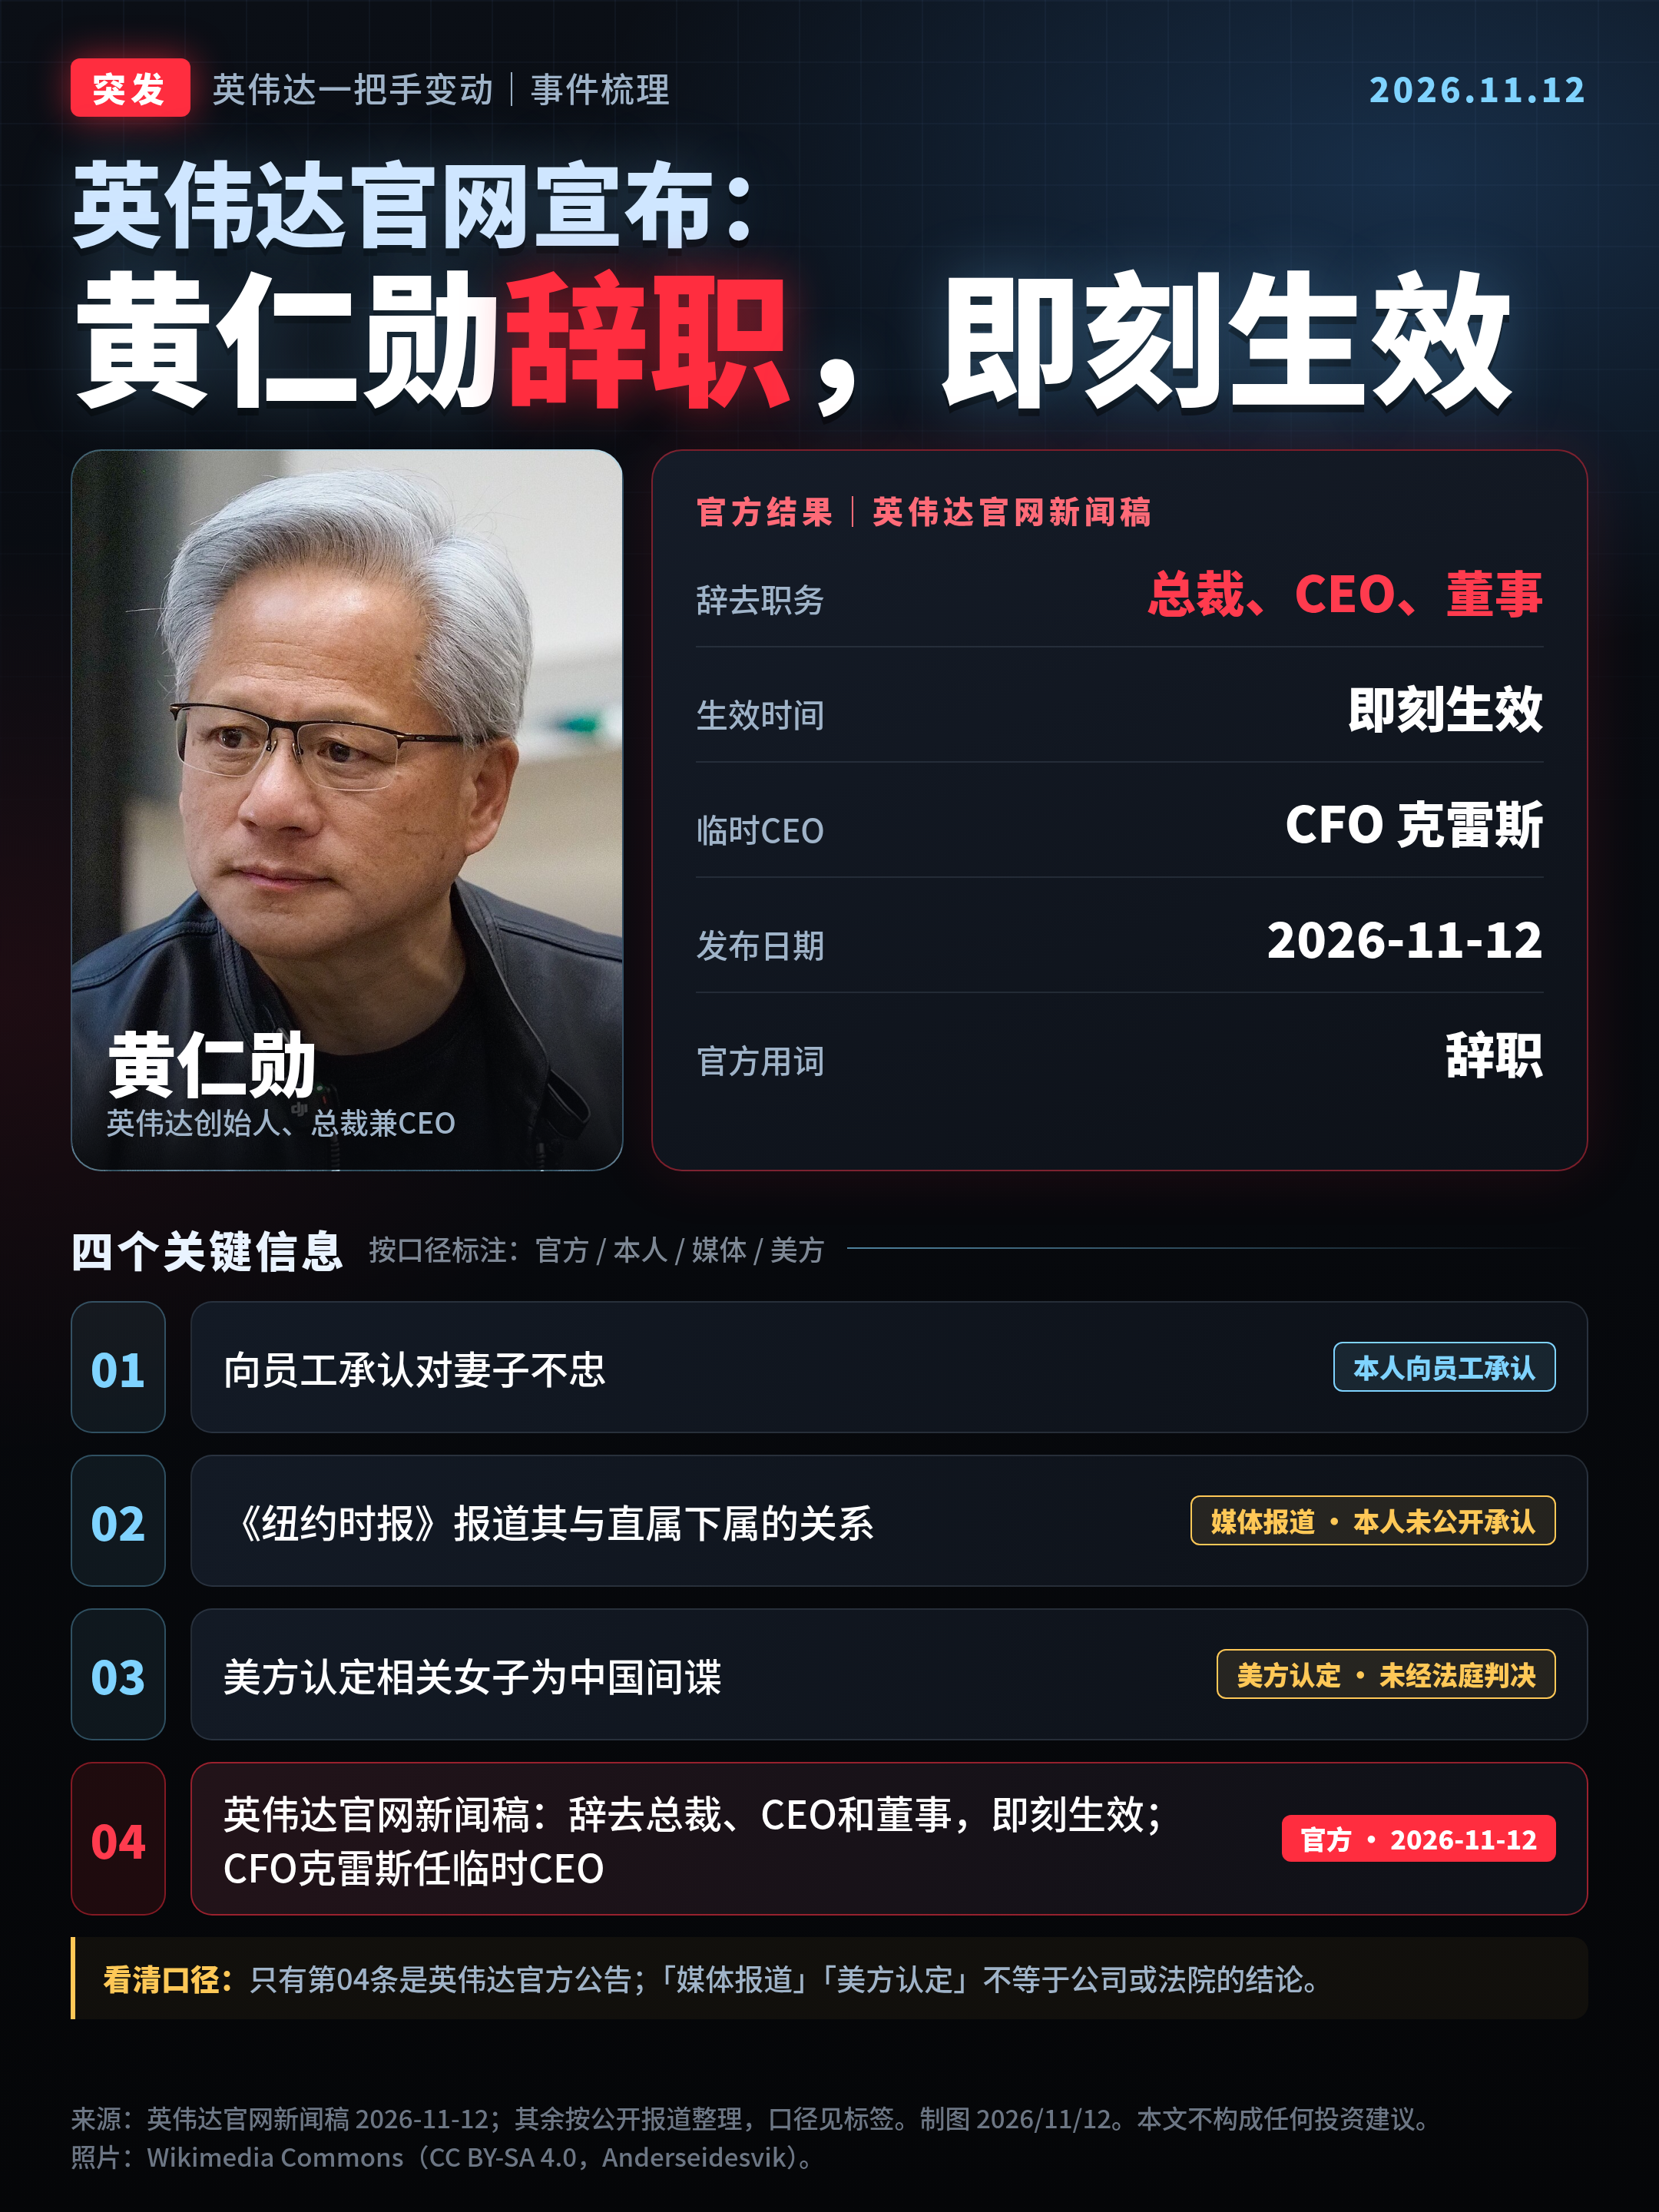 突发 英伟达一把手变动｜事件梳理 2026.11.12
英伟达官网宣布：
黄仁勋辞职，即刻生效
官方结果｜英伟达官网新闻稿
辞去职务 总裁、CEO、董事
生效时间 即刻生效
临时CEO CFO 克雷斯
发布日期 2026-11-12
官方用词 辞职
黄仁勋
dji
英伟达创始人、总裁兼CEO
四个关键信息 按口径标注：官方 / 本人 / 媒体 / 美方
01 向员工承认对妻子不忠 本人向员工承认
02 《纽约时报》报道其与直属下属的关系 媒体报道 · 本人未公开承认
03 美方认定相关女子为中国间谍 美方认定 · 未经法庭判决
04 英伟达官网新闻稿：辞去总裁、CEO和董事，即刻生效；
CFO克雷斯任临时CEO 官方 · 2026-11-12
看清口径：只有第04条是英伟达官方公告；「媒体报道」「美方认定」不等于公司或法院的结论。
来源：英伟达官网新闻稿 2026-11-12；其余按公开报道整理，口径见标签。制图 2026/11/12。本文不构成任何投资建议。
照片：Wikimedia Commons（CC BY-SA 4.0，Anderseidesvik）。